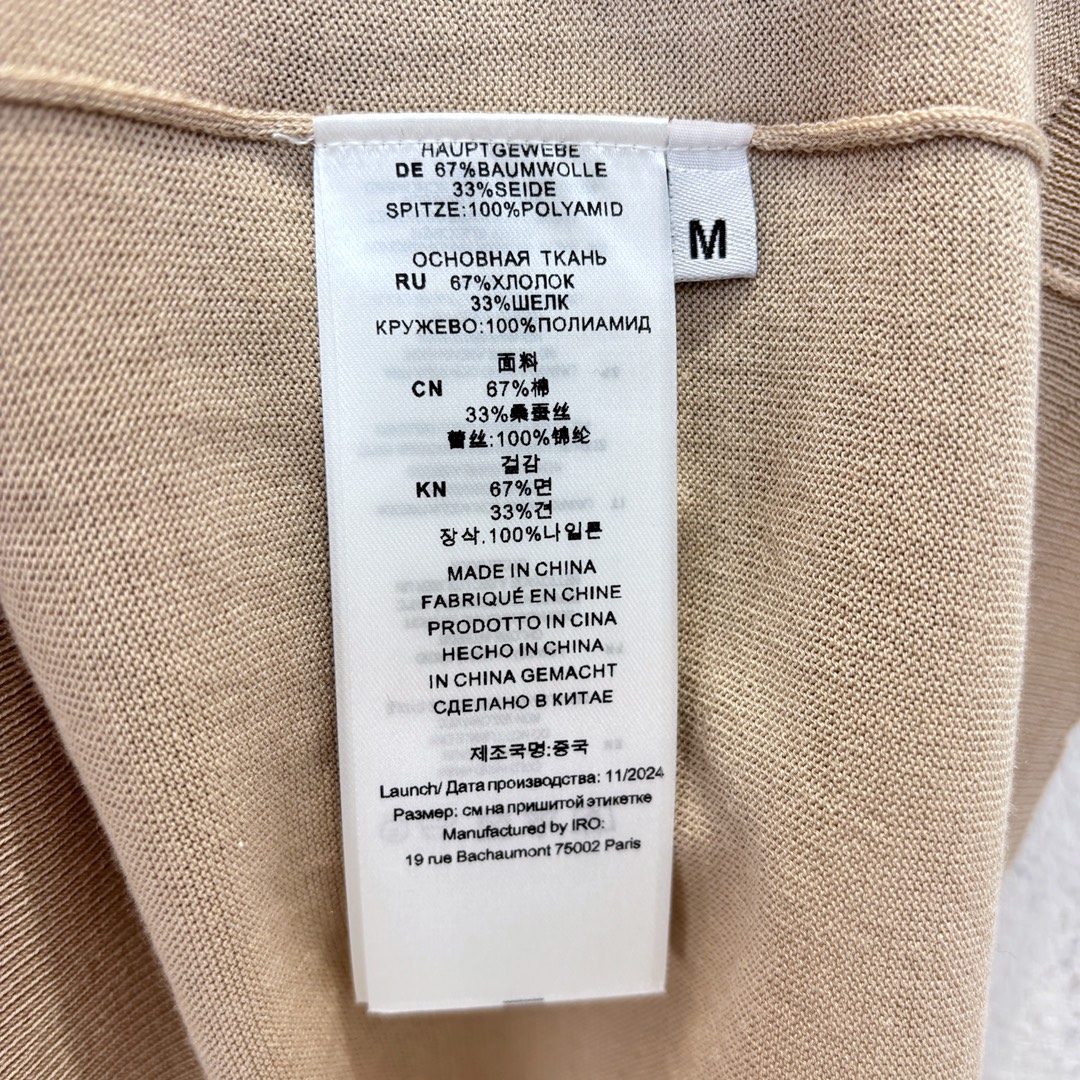 HAUPTGEWEBE
DE 67%BAUMWOLLE
33%SEIDE
SPITZE:100%POLYAMID
M
ОСНОВНАЯ ТКАНЬ
RU 67%ХЛОЛОК
33%ШЕЛК
КРУЖЕВО:100%ПОЛИАМИД
面料
CN 67%棉
33%桑蚕丝
蕾丝:100%锦纶
걸감
KN 67%면
33%견
장삭.100%나일론
MADE IN CHINA
FABRIQUÉ EN CHINE
PRODOTTO IN CINA
HECHO IN CHINA
IN CHINA GEMACHT
СДЕЛАНО В КИТАЕ
제조국명:중국
Launch/ Дата производства: 11/2024
Размер: см на пришитой этикетке
Manufactured by IRO:
19 rue Bachaumont 75002 Paris